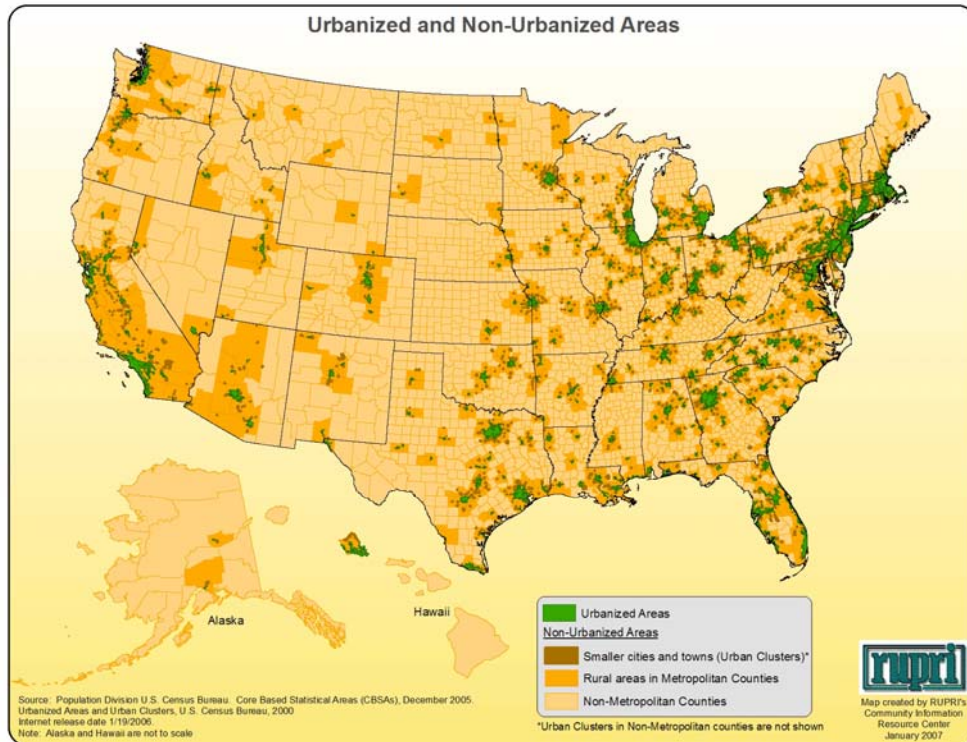 Urbanized and Non-Urbanized Areas
Alaska
Hawaii
Urbanized Areas
Non-Urbanized Areas
Smaller cities and towns (Urban Clusters)*
Rural areas in Metropolitan Counties
Non-Metropolitan Counties
*Urban Clusters in Non-Metropolitan counties are not shown
Source: Population Division U.S. Census Bureau. Core Based Statistical Areas (CBSAs), December 2005.
Urbanized Areas and Urban Clusters, U.S. Census Bureau, 2000
Internet release date 1/19/2006.
Note: Alaska and Hawaii are not to scale
rupri
Map created by RUPRI's
Community Information
Resource Center
January 2007